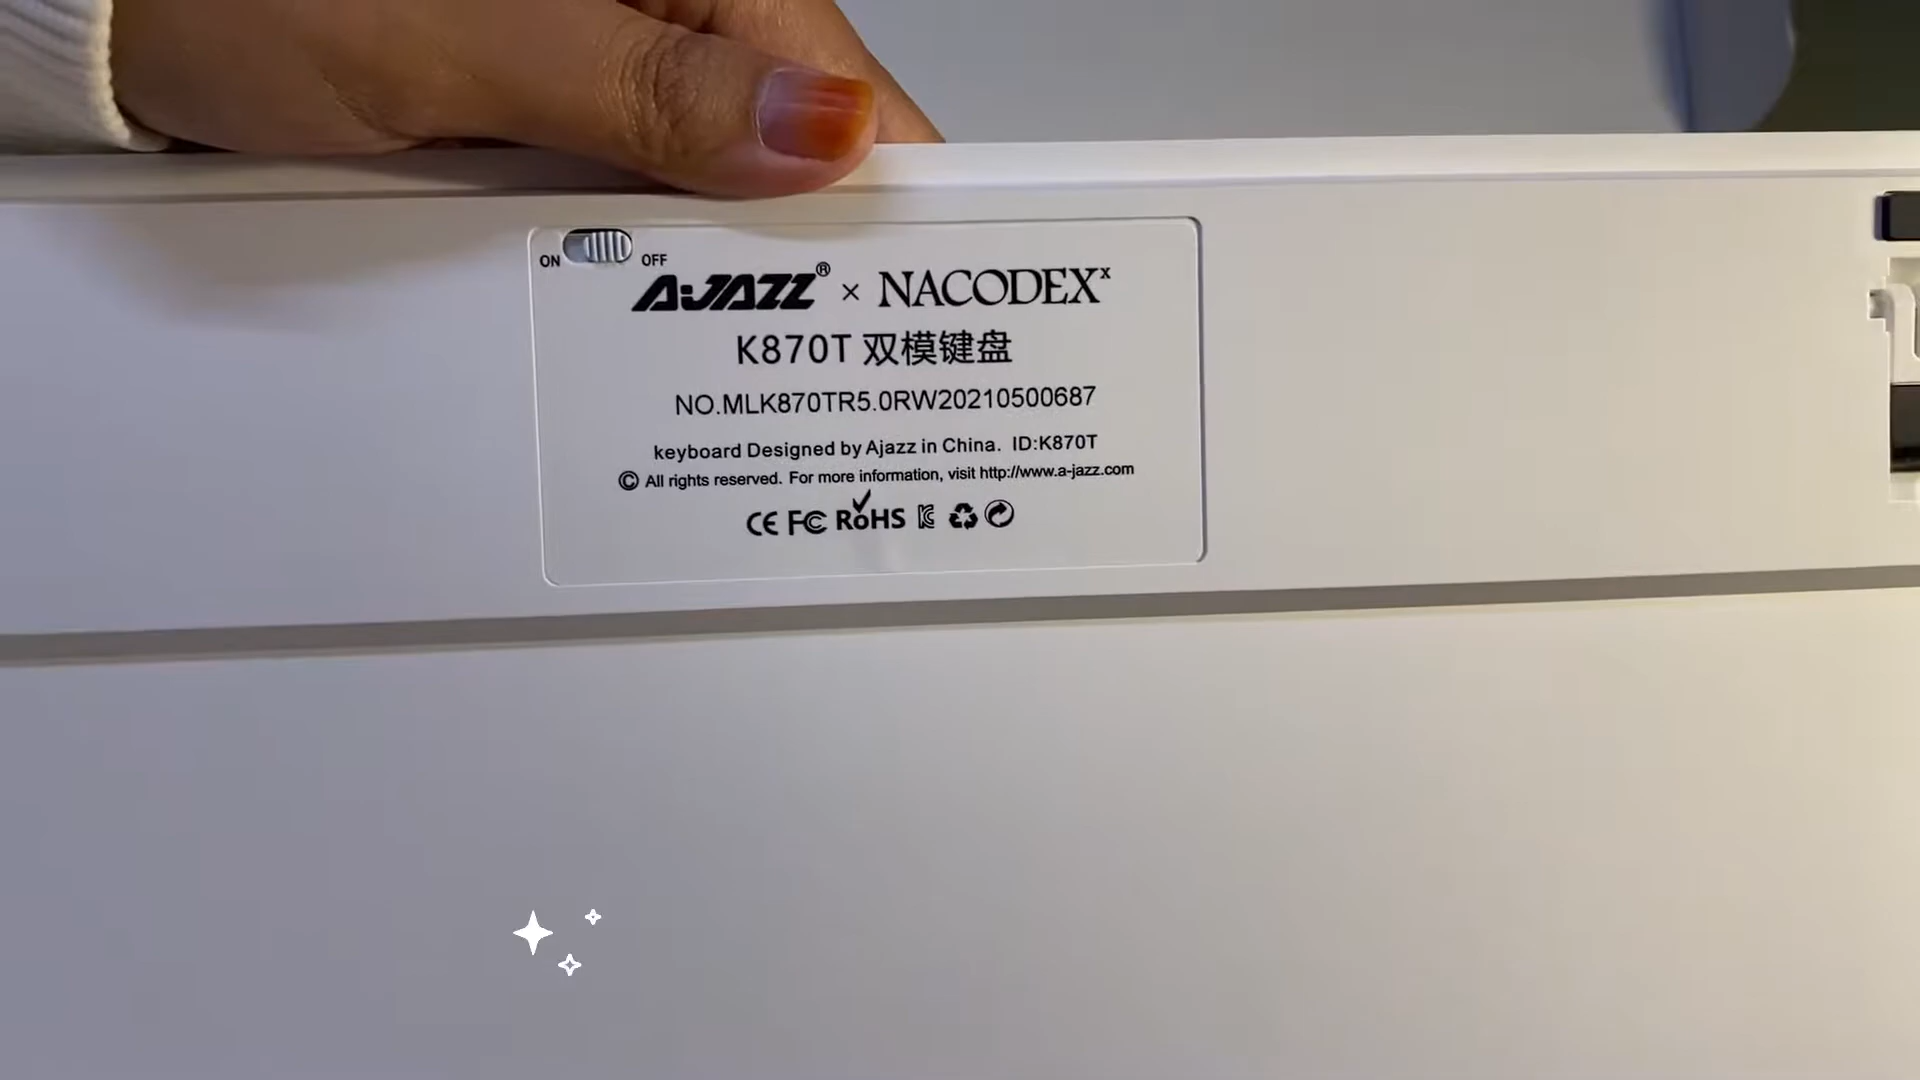 ON OFF
A·JAZZ® × NACODEXx
K870T 双模键盘
NO.MLK870TR5.0RW20210500687
keyboard Designed by Ajazz in China. ID:K870T
© All rights reserved. For more information, visit http://www.a-jazz.com
CE FC RoHS